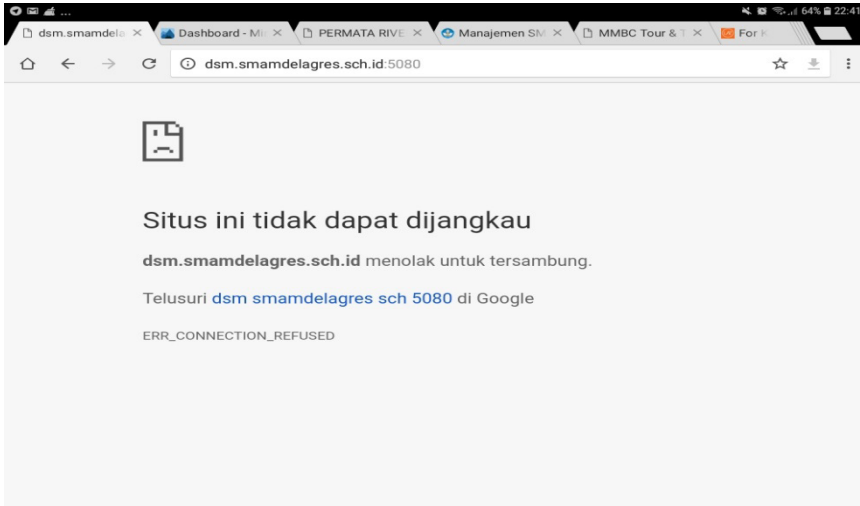 ... 64% 22:41
dsm.smamdela Dashboard - Mi PERMATA RIVE Manajemen SM MMBC Tour & T For K
dsm.smamdelagres.sch.id:5080
Situs ini tidak dapat dijangkau
dsm.smamdelagres.sch.id menolak untuk tersambung.
Telusuri dsm smamdelagres sch 5080 di Google
ERR_CONNECTION_REFUSED